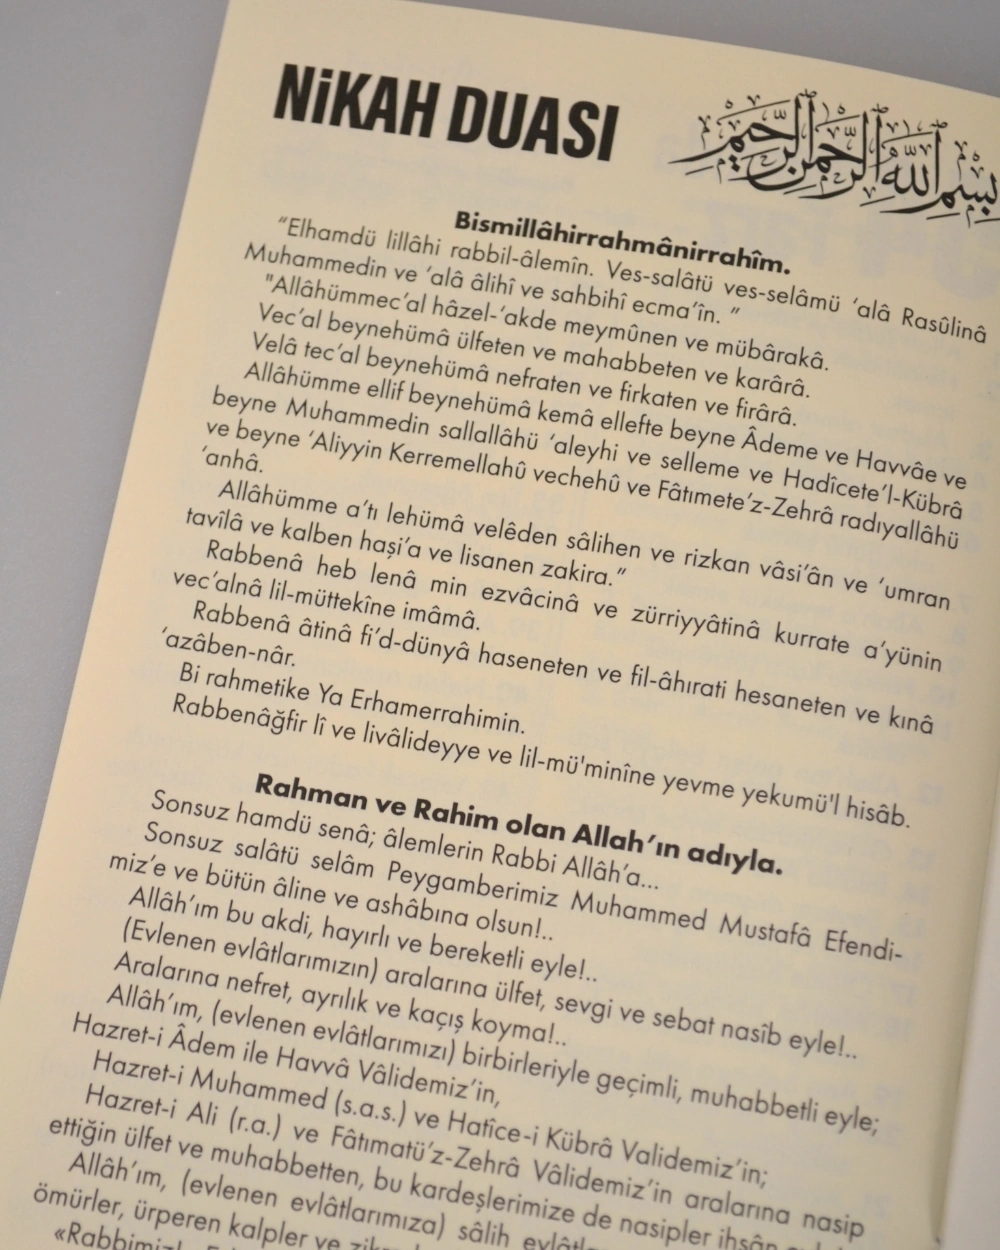 NiKAH DUASI
بسم الله الرحمن الرحيم
Bismillâhirrahmânirrahîm.
“Elhamdü lillâhi rabbil-âlemîn. Ves-salâtü ves-selâmü ‘alâ Rasûlinâ
Muhammedin ve ‘alâ âlihî ve sahbihî ecma’în. ”
"Allâhümmec’al hâzel-‘akde meymûnen ve mübârakâ.
Vec’al beynehümâ ülfeten ve mahabbeten ve karârâ.
Velâ tec’al beynehümâ nefraten ve firkaten ve firârâ.
Allâhümme ellif beynehümâ kemâ ellefte beyne Âdeme ve Havvâe ve
beyne Muhammedin sallallâhü ‘aleyhi ve selleme ve Hadîcete’l-Kübrâ
ve beyne ‘Aliyyin Kerremellahû vechehû ve Fâtımete’z-Zehrâ radıyallâhü
‘anhâ.
Allâhümme a’tı lehümâ velêden sâlihen ve rizkan vâsi’ân ve ‘umran
tavîlâ ve kalben haşi’a ve lisanen zakira.”
Rabbenâ heb lenâ min ezvâcinâ ve zürriyyâtinâ kurrate a’yünin
vec’alnâ lil-müttekîne imâmâ.
Rabbenâ âtinâ fi’d-dünyâ haseneten ve fil-âhırati hesaneten ve kınâ
‘azâben-nâr.
Bi rahmetike Ya Erhamerrahimin.
Rabbenâğfir lî ve livâlideyye ve lil-mü'minîne yevme yekumü'l hisâb.
Rahman ve Rahim olan Allah’ın adıyla.
Sonsuz hamdü senâ; âlemlerin Rabbi Allâh’a...
Sonsuz salâtü selâm Peygamberimiz Muhammed Mustafâ Efendi-
miz’e ve bütün âline ve ashâbına olsun!..
Allâh’ım bu akdi, hayırlı ve bereketli eyle!..
(Evlenen evlâtlarımızın) aralarına ülfet, sevgi ve sebat nasîb eyle!..
Aralarına nefret, ayrılık ve kaçış koyma!..
Allâh’ım, (evlenen evlâtlarımızı) birbirleriyle geçimli, muhabbetli eyle;
Hazret-i Âdem ile Havvâ Vâlidemiz’in,
Hazret-i Muhammed (s.a.s.) ve Hatîce-i Kübrâ Validemiz’in;
Hazret-i Ali (r.a.) ve Fâtımatü’z-Zehrâ Vâlidemiz’in aralarına nasip
ettiğin ülfet ve muhabbetten, bu kardeşlerimize de nasipler ihsân
Allâh’ım, (evlenen evlâtlarımıza) sâlih
ömürler, ürperen kalpler ve